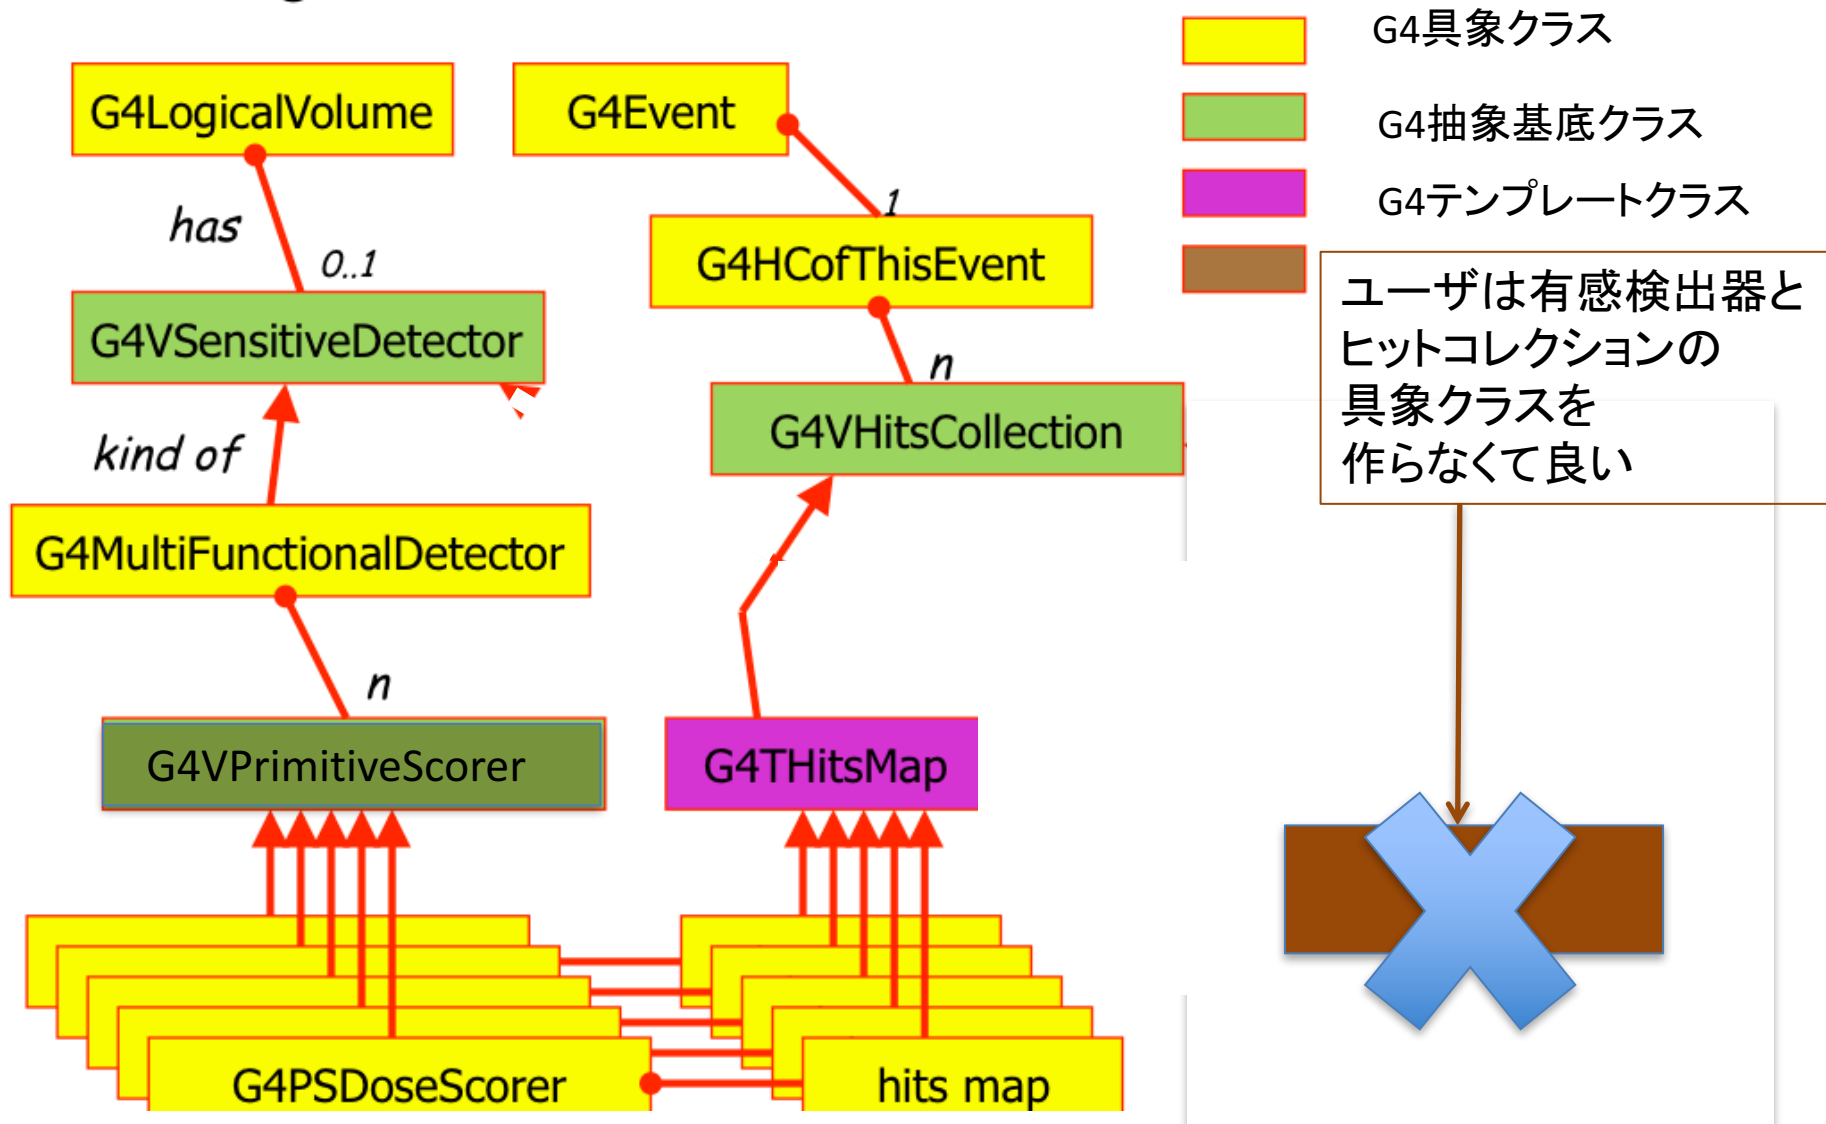 G4LogicalVolume
G4Event
has
0..1
1
G4HCofThisEvent
G4VSensitiveDetector
n
G4VHitsCollection
kind of
G4MultiFunctionalDetector
n
G4VPrimitiveScorer
G4THitsMap
G4PSDoseScorer
hits map
G4具象クラス
G4抽象基底クラス
G4テンプレートクラス
ユーザは有感検出器と
ヒットコレクションの
具象クラスを
作らなくて良い